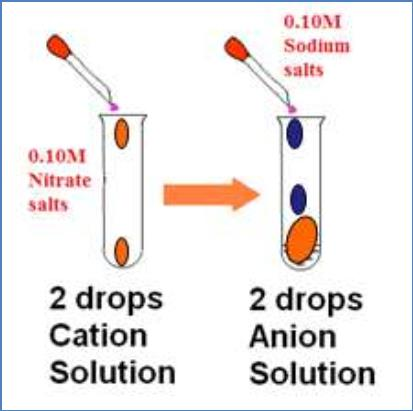 0.10M
Sodium
salts
0.10M
Nitrate
salts
2 drops
Cation
Solution
2 drops
Anion
Solution